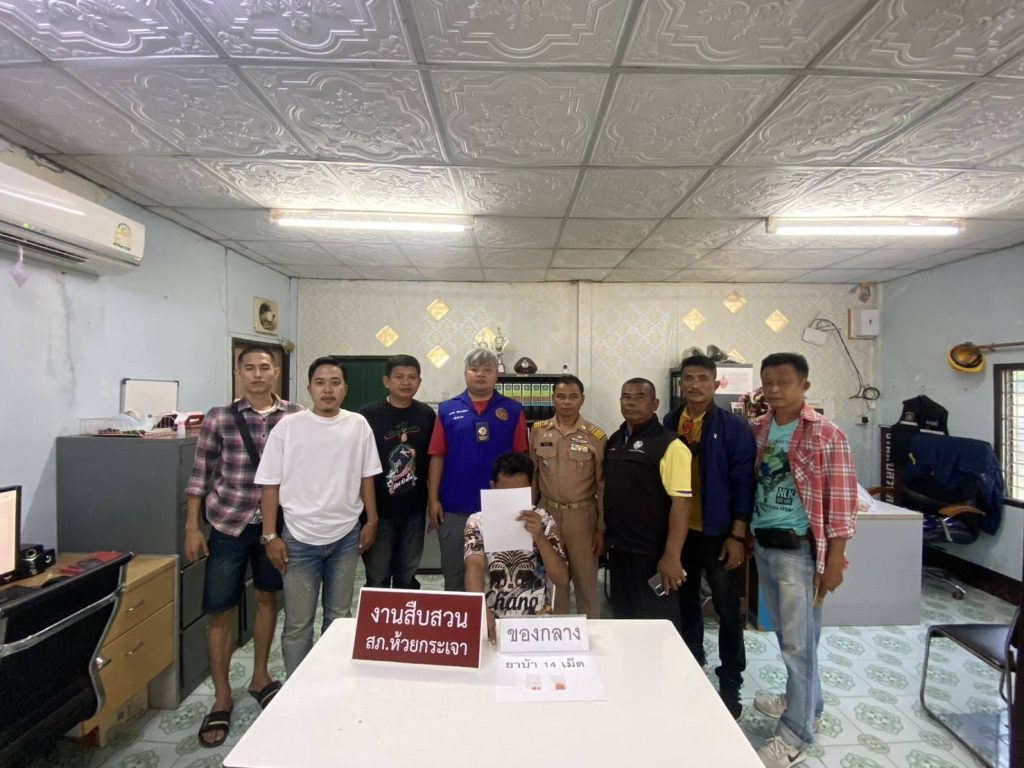 งานสืบสวน
สภ.ห้วยกระเจา
ของกลาง
ยาบ้า 14 เม็ด
Chang
HLK